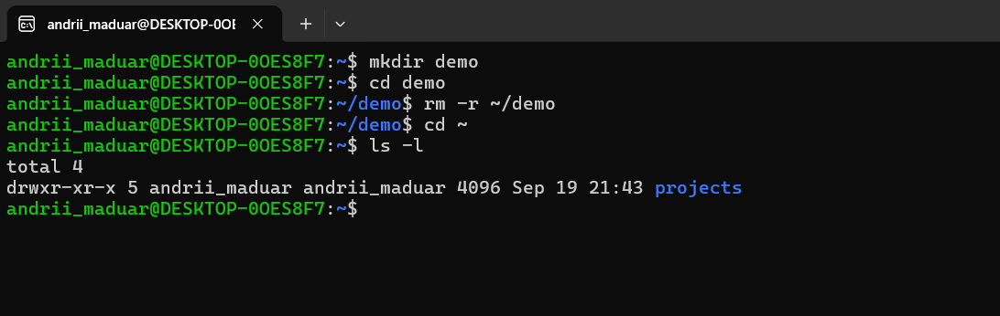 andrii_maduar@DESKTOP-0OE
andrii_maduar@DESKTOP-0OES8F7:~$ mkdir demo
andrii_maduar@DESKTOP-0OES8F7:~$ cd demo
andrii_maduar@DESKTOP-0OES8F7:~/demo$ rm -r ~/demo
andrii_maduar@DESKTOP-0OES8F7:~/demo$ cd ~
andrii_maduar@DESKTOP-0OES8F7:~$ ls -l
total 4
drwxr-xr-x 5 andrii_maduar andrii_maduar 4096 Sep 19 21:43 projects
andrii_maduar@DESKTOP-0OES8F7:~$